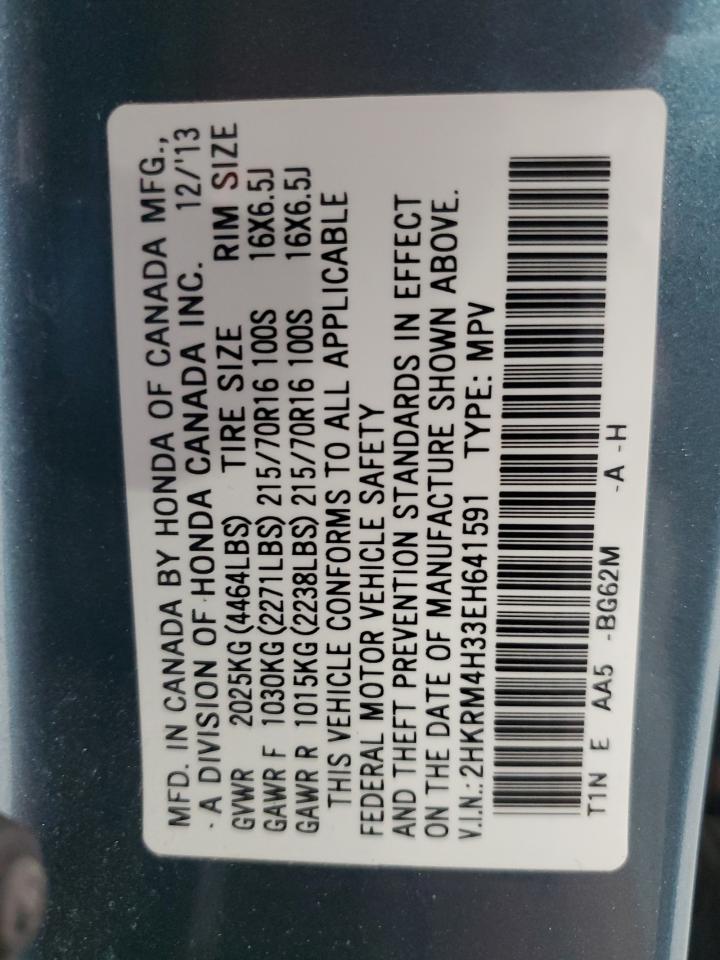 MFD. IN CANADA BY HONDA OF CANADA MFG.,
A DIVISION OF HONDA CANADA INC. 12/'13
GVWR 2025KG(4464LBS) TIRE SIZE RIM SIZE
GAWR F 1030KG(2271LBS) 215/70R16 100S 16X6.5J
GAWR R 1015KG(2238LBS) 215/70R16 100S 16X6.5J
THIS VEHICLE CONFORMS TO ALL APPLICABLE
FEDERAL MOTOR VEHICLE SAFETY
AND THEFT PREVENTION STANDARDS IN EFFECT
ON THE DATE OF MANUFACTURE SHOWN ABOVE.
V.I.N.:2HKRM4H33EH641591 TYPE: MPV
T1N E AA5 -BG62M -A -H